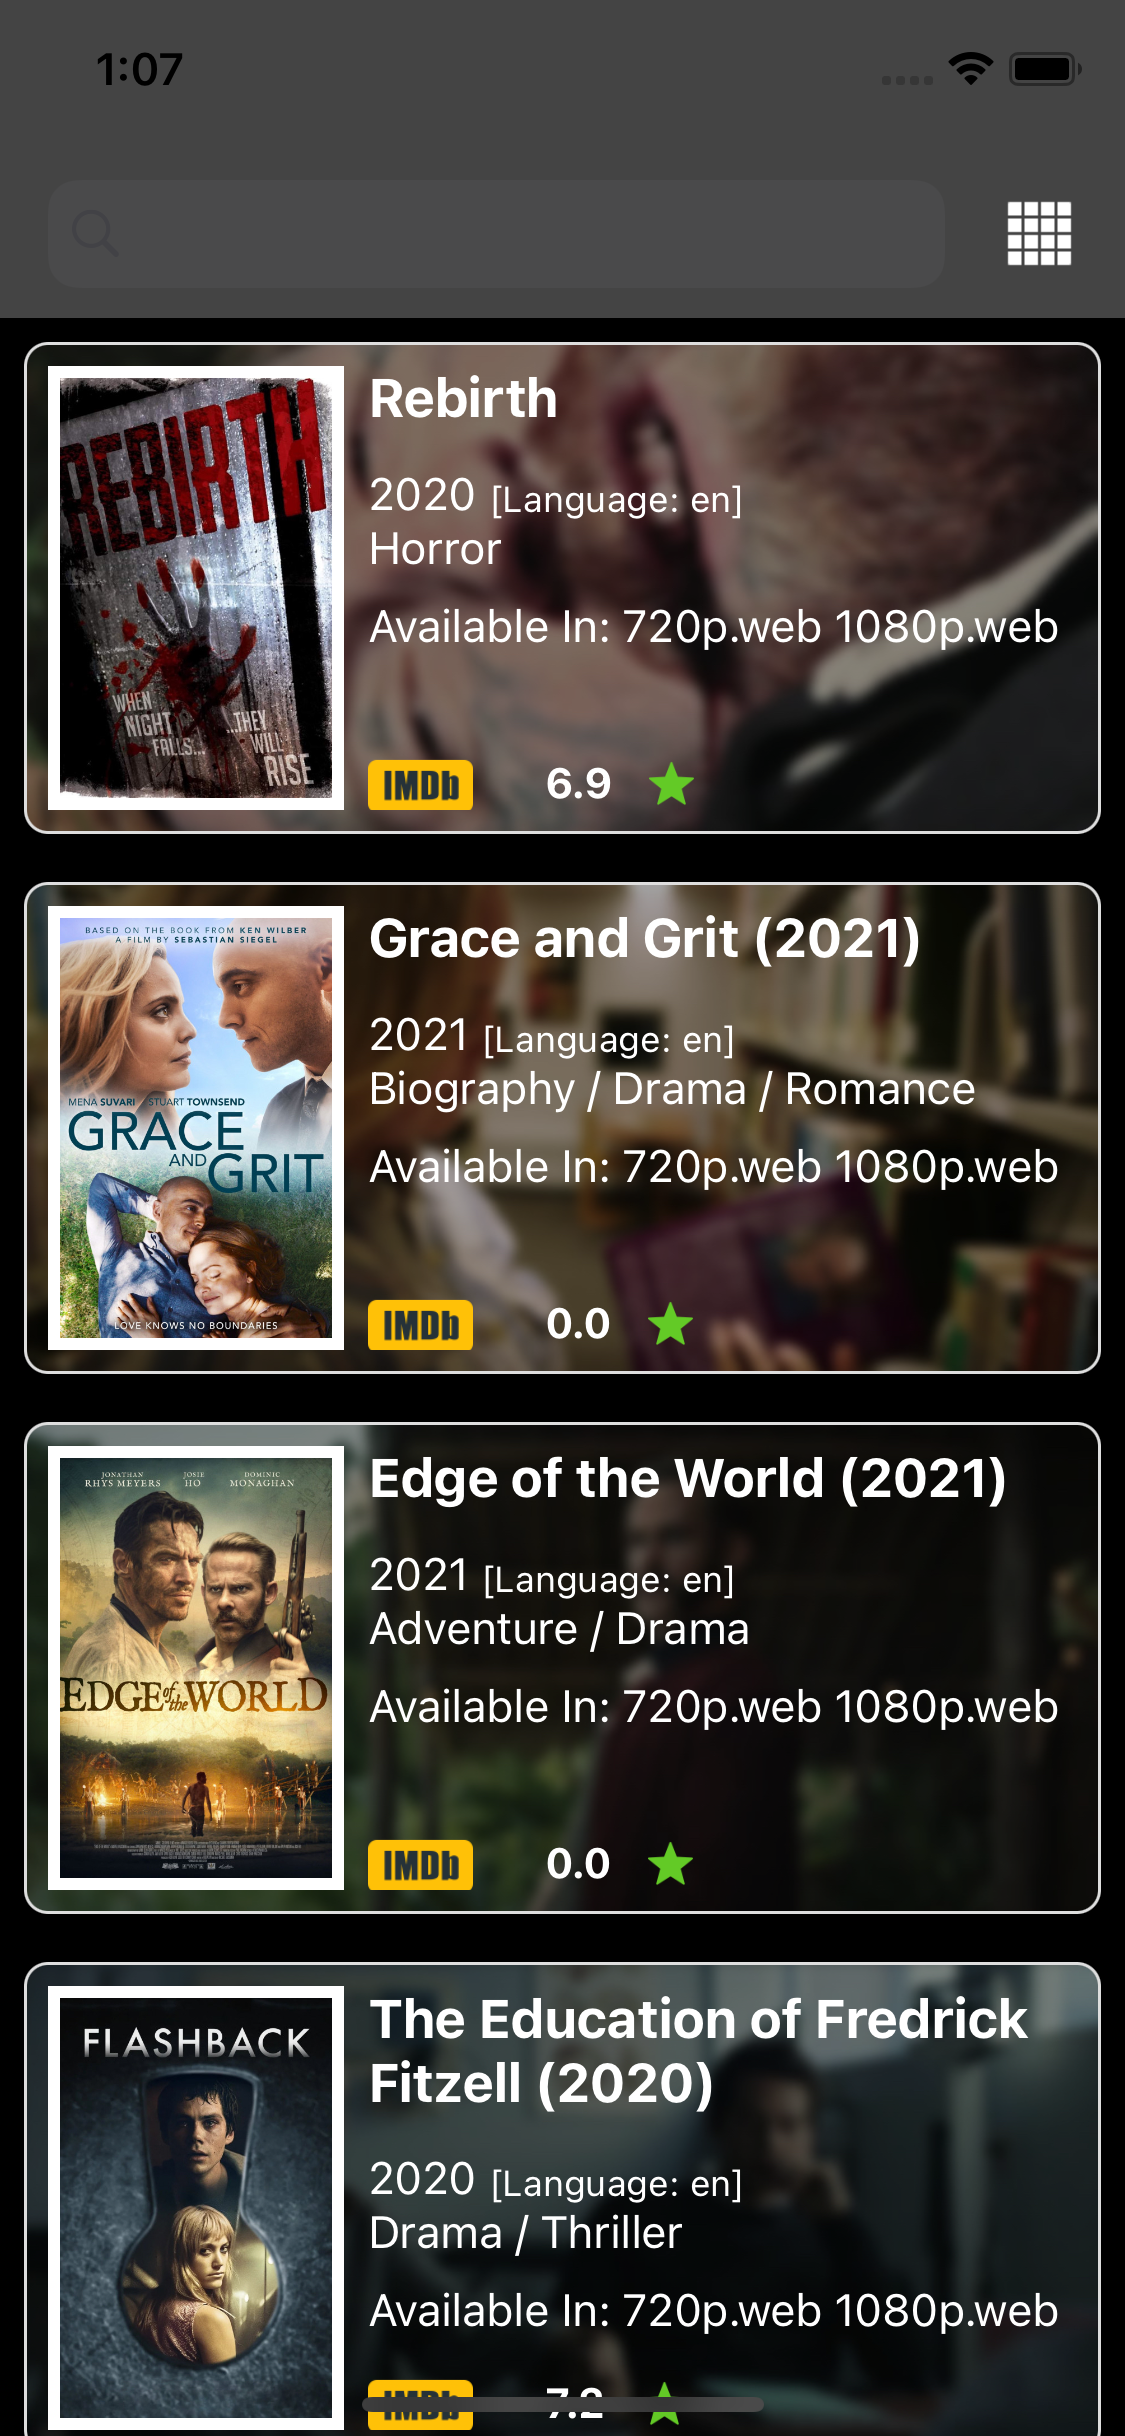 1:07
REBIRTH
WHEN
NIGHT
FALLS...
...THEY
WILL
RISE
Rebirth
2020 [Language: en]
Horror
Available In: 720p.web 1080p.web
IMDb 6.9
BASED ON THE BOOK FROM KEN WILBER
A FILM BY SEBASTIAN SIEGEL
MENA SUVARI STUART TOWNSEND
GRACE
AND GRIT
LOVE KNOWS NO BOUNDARIES
Grace and Grit (2021)
2021 [Language: en]
Biography / Drama / Romance
Available In: 720p.web 1080p.web
IMDb 0.0
JONATHAN RHYS MEYERS
JOSIE HO
DOMINIC MONAGHAN
EDGE of the WORLD
Edge of the World (2021)
2021 [Language: en]
Adventure / Drama
Available In: 720p.web 1080p.web
IMDb 0.0
FLASHBACK
The Education of Fredrick
Fitzell (2020)
2020 [Language: en]
Drama / Thriller
Available In: 720p.web 1080p.web
IMDb 7.2